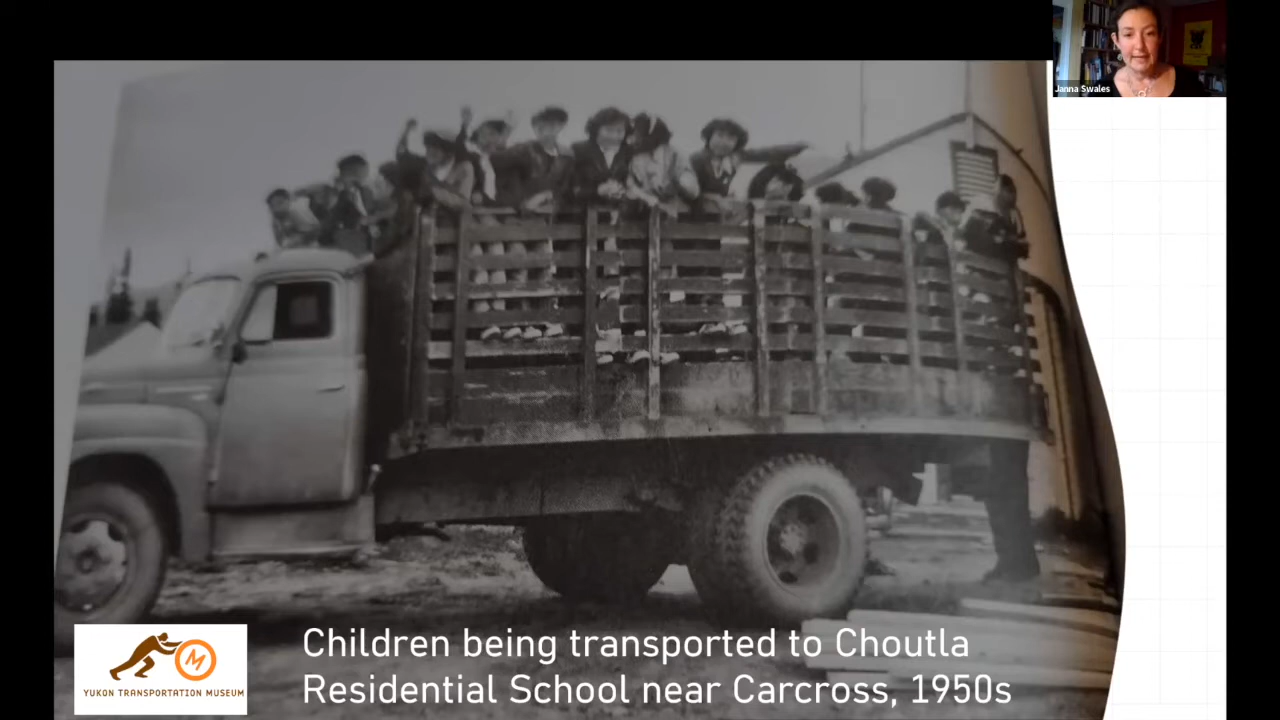 Janna Swales
YUKON TRANSPORTATION MUSEUM
Children being transported to Choutla
Residential School near Carcross, 1950s